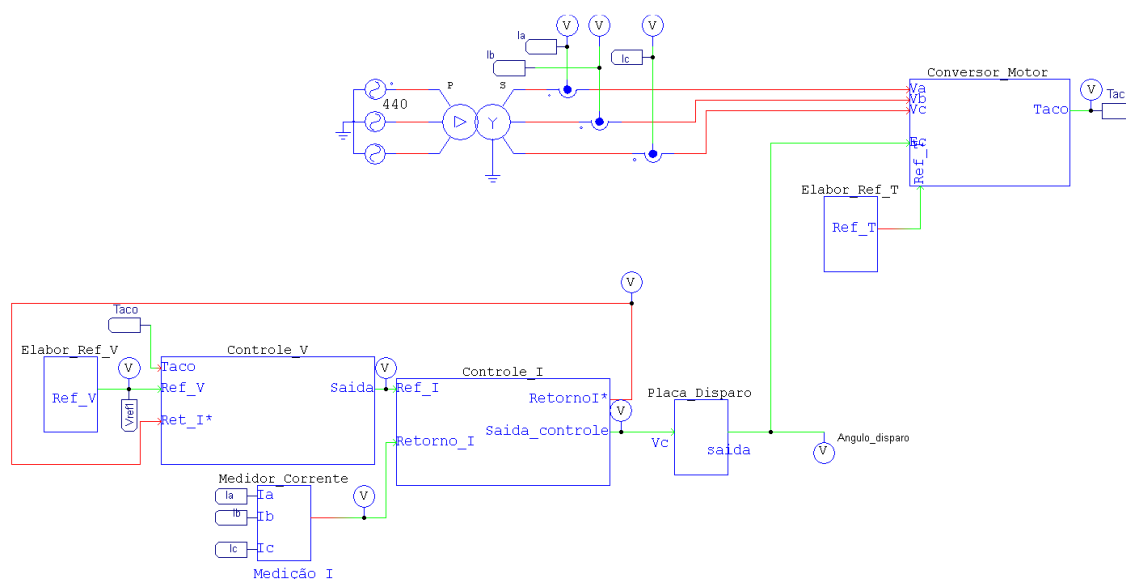 V
V
V
Ia
Ib
Ic
P
S
440
Y
Conversor_Motor
Va
Vb
Vc
Taco
V
Tac
Ref_T
Elabor_Ref_T
Ref_T
V
Taco
Elabor_Ref_V
Ref_V
V
Vref1
Controle_V
Taco
Ref_V
Ret_I*
Saida
V
Controle_I
Ref_I
Retorno_I
RetornoI*
Saida_controle
V
Placa_Disparo
Vc
saida
V
Angulo_disparo
Medidor_Corrente
Ia
Ib
Ic
Ia
Ib
Ic
V
Medição I